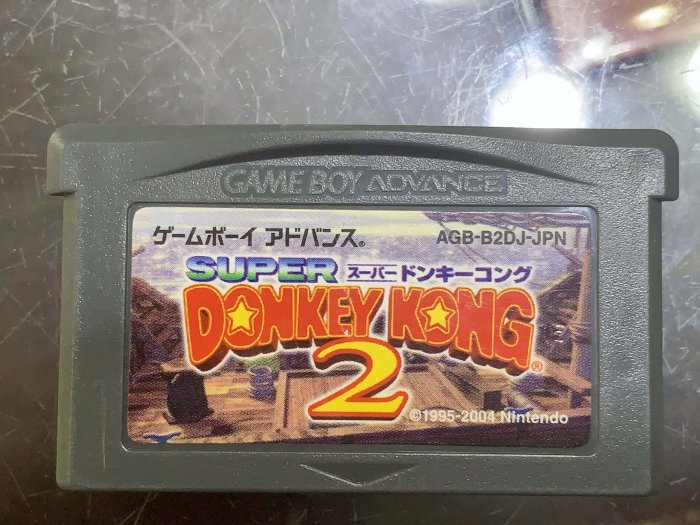 GAME BOY ADVANCE
ゲームボーイ アドバンス® AGB-B2DJ-JPN
SUPER スーパードンキーコング
DONKEY KONG®
2
©1995-2004 Nintendo